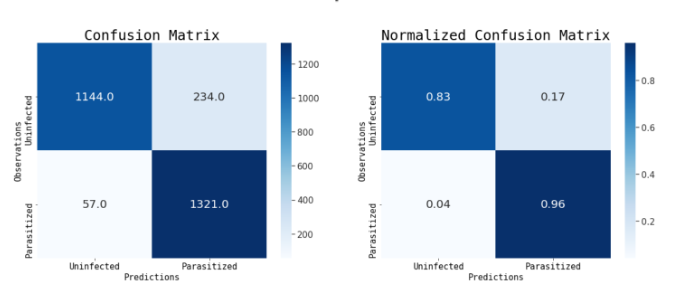 Confusion Matrix
Observations
Uninfected
Parasitized
1144.0 234.0
57.0 1321.0
Uninfected Parasitized
Predictions
1200
1000
800
600
400
200
Normalized Confusion Matrix
Observations
Uninfected
Parasitized
0.83 0.17
0.04 0.96
Uninfected Parasitized
Predictions
0.8
0.6
0.4
0.2